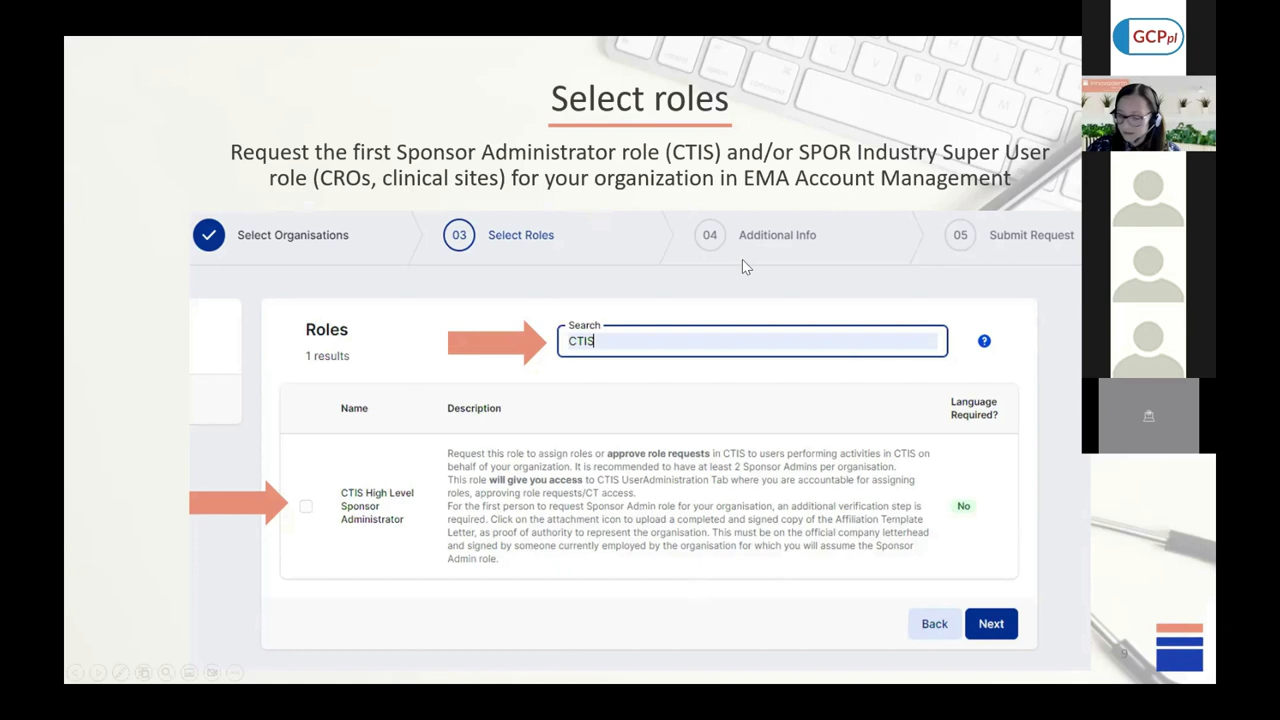 GCPpl
Select roles
Request the first Sponsor Administrator role (CTIS) and/or SPOR Industry Super User
role (CROs, clinical sites) for your organization in EMA Account Management
Select Organisations
03 Select Roles
04 Additional Info
05 Submit Request
Roles
1 results
Search
CTIS
?
Name Description Language
Required?
CTIS High Level
Sponsor
Administrator
Request this role to assign roles or approve role requests in CTIS to users performing activities in CTIS on
behalf of your organization. It is recommended to have at least 2 Sponsor Admins per organisation.
This role will give you access to CTIS UserAdministration Tab where you are accountable for assigning
roles, approving role requests/CT access.
For the first person to request Sponsor Admin role for your organisation, an additional verification step is
required. Click on the attachment icon to upload a completed and signed copy of the Affiliation Template
Letter, as proof of authority to represent the organisation. This must be on the official company letterhead
and signed by someone currently employed by the organisation for which you will assume the Sponsor
Admin role.
No
Back Next
9